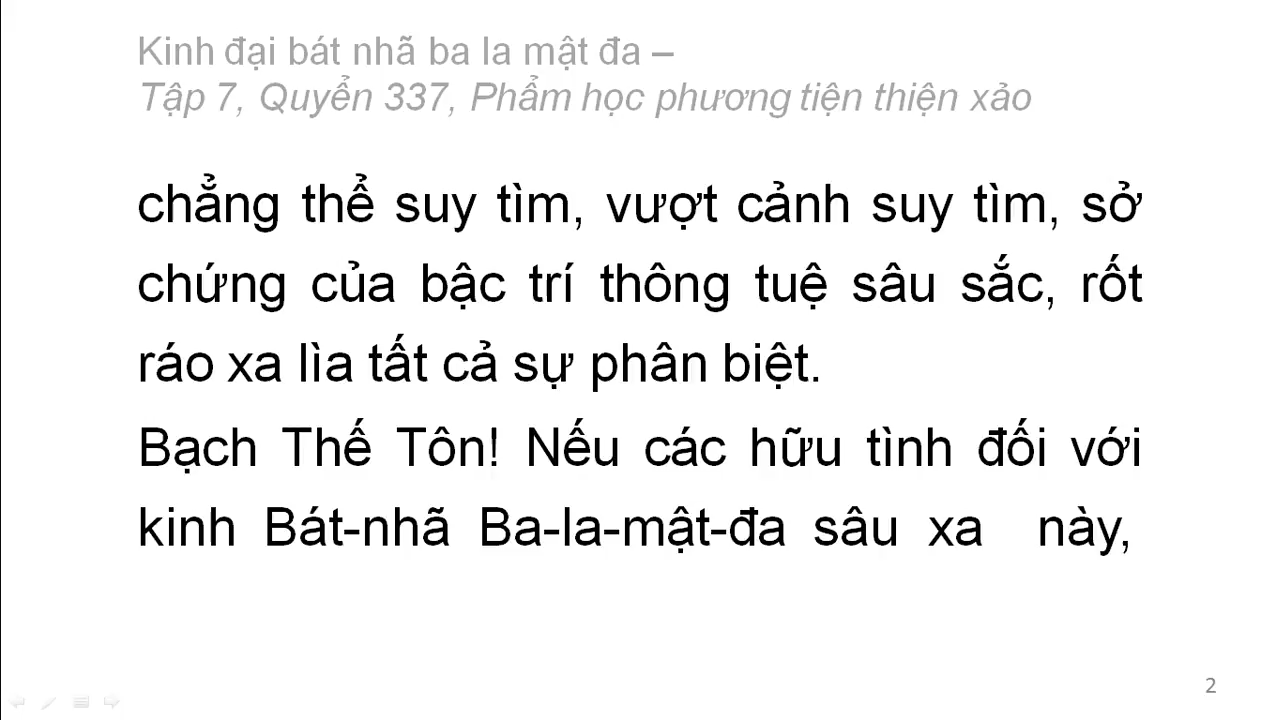 Kinh đại bát nhã ba la mật đa –
Tập 7, Quyển 337, Phẩm học phương tiện thiện xảo
chẳng thể suy tìm, vượt cảnh suy tìm, sở
chứng của bậc trí thông tuệ sâu sắc, rốt
ráo xa lìa tất cả sự phân biệt.
Bạch Thế Tôn! Nếu các hữu tình đối với
kinh Bát-nhã Ba-la-mật-đa sâu xa này,
2